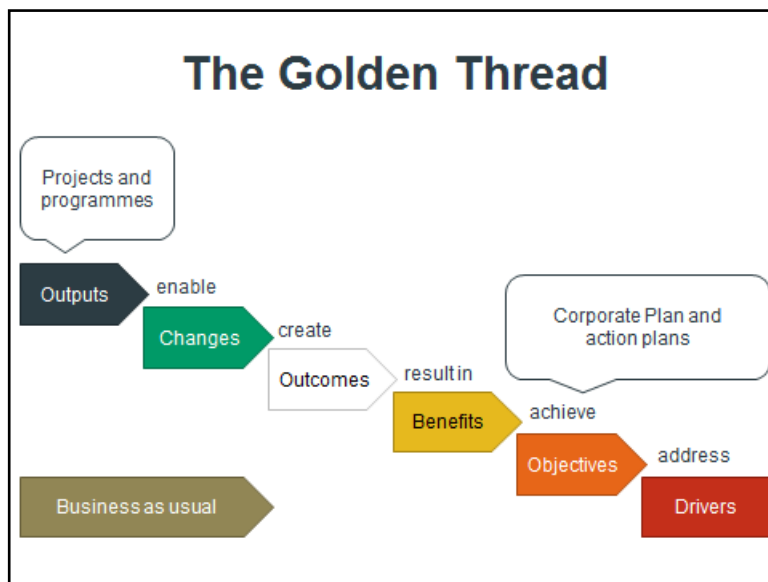 The Golden Thread
Projects and
programmes
Outputs
enable
Changes
create
Outcomes
result in
Benefits
Corporate Plan and
action plans
achieve
Objectives
address
Drivers
Business as usual